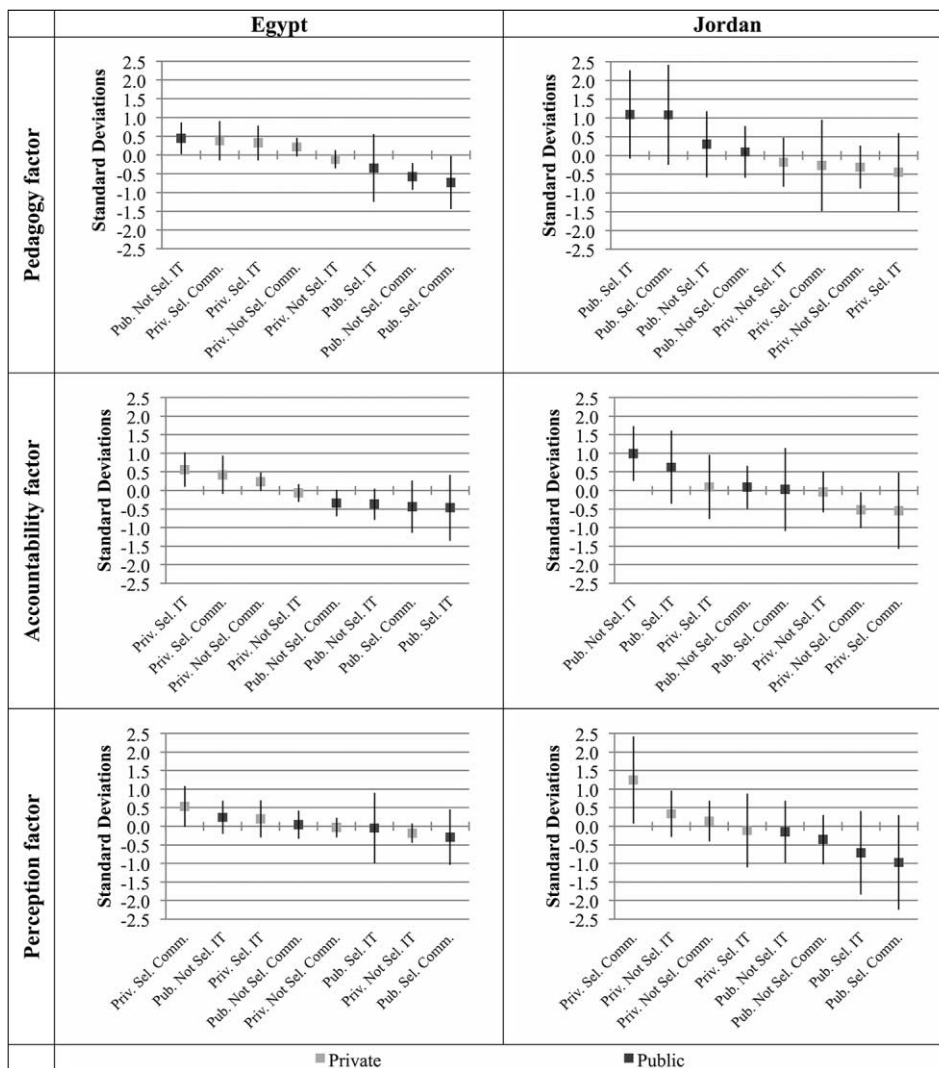 Egypt
Jordan
Pedagogy factor
Standard Deviations
2.5
2.0
1.5
1.0
0.5
0.0
-0.5
-1.0
-1.5
-2.0
-2.5
Pub. Not Sel. IT
Priv. Sel. Comm.
Priv. Sel. IT
Priv. Not Sel. Comm.
Priv. Not Sel. IT
Pub. Sel. IT
Pub. Not Sel. Comm.
Pub. Sel. Comm.
Standard Deviations
2.5
2.0
1.5
1.0
0.5
0.0
-0.5
-1.0
-1.5
-2.0
-2.5
Pub. Sel. IT
Pub. Sel. Comm.
Pub. Not Sel. IT
Pub. Not Sel. Comm.
Priv. Not Sel. IT
Priv. Sel. Comm.
Priv. Not Sel. Comm.
Priv. Sel. IT
Accountability factor
Standard Deviations
2.5
2.0
1.5
1.0
0.5
0.0
-0.5
-1.0
-1.5
-2.0
-2.5
Priv. Sel. IT
Priv. Sel. Comm.
Priv. Not Sel. Comm.
Priv. Not Sel. IT
Pub. Not Sel. Comm.
Pub. Not Sel. IT
Pub. Sel. Comm.
Pub. Sel. IT
Standard Deviations
2.5
2.0
1.5
1.0
0.5
0.0
-0.5
-1.0
-1.5
-2.0
-2.5
Pub. Not Sel. IT
Pub. Sel. IT
Priv. Sel. IT
Pub. Not Sel. Comm.
Pub. Sel. Comm.
Priv. Not Sel. IT
Priv. Not Sel. Comm.
Priv. Sel. Comm.
Perception factor
Standard Deviations
2.5
2.0
1.5
1.0
0.5
0.0
-0.5
-1.0
-1.5
-2.0
-2.5
Priv. Sel. Comm.
Pub. Not Sel. IT
Priv. Sel. IT
Pub. Not Sel. Comm.
Priv. Not Sel. Comm.
Pub. Sel. IT
Priv. Not Sel. IT
Pub. Sel. Comm.
Standard Deviations
2.5
2.0
1.5
1.0
0.5
0.0
-0.5
-1.0
-1.5
-2.0
-2.5
Priv. Sel. Comm.
Priv. Not Sel. IT
Priv. Not Sel. Comm.
Priv. Sel. IT
Pub. Not Sel. IT
Pub. Not Sel. Comm.
Pub. Sel. IT
Pub. Sel. Comm.
Private
Public